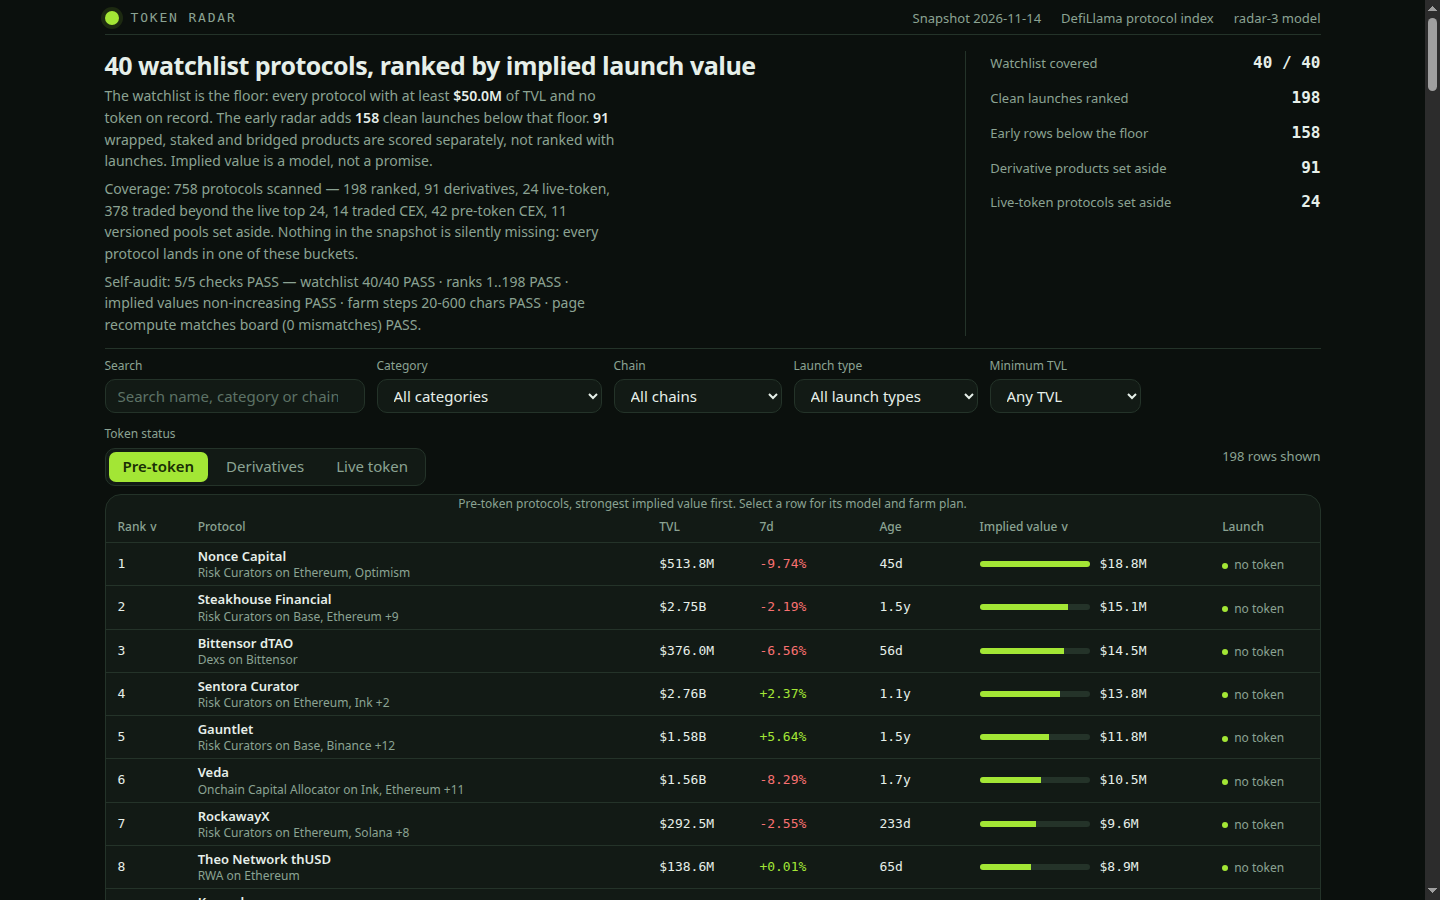 TOKEN RADAR
Snapshot 2026-11-14 DefiLlama protocol index radar-3 model
40 watchlist protocols, ranked by implied launch value
The watchlist is the floor: every protocol with at least $50.0M of TVL and no
token on record. The early radar adds 158 clean launches below that floor. 91
wrapped, staked and bridged products are scored separately, not ranked with
launches. Implied value is a model, not a promise.
Coverage: 758 protocols scanned — 198 ranked, 91 derivatives, 24 live-token,
378 traded beyond the live top 24, 14 traded CEX, 42 pre-token CEX, 11
versioned pools set aside. Nothing in the snapshot is silently missing: every
protocol lands in one of these buckets.
Self-audit: 5/5 checks PASS — watchlist 40/40 PASS · ranks 1..198 PASS ·
implied values non-increasing PASS · farm steps 20-600 chars PASS · page
recompute matches board (0 mismatches) PASS.
Watchlist covered 40 / 40
Clean launches ranked 198
Early rows below the floor 158
Derivative products set aside 91
Live-token protocols set aside 24
Search Category Chain Launch type Minimum TVL
Search name, category or chain All categories All chains All launch types Any TVL
Token status
Pre-token Derivatives Live token
198 rows shown
Pre-token protocols, strongest implied value first. Select a row for its model and farm plan.
Rank v Protocol TVL 7d Age Implied value v Launch
1 Nonce Capital $513.8M -9.74% 45d $18.8M no token
Risk Curators on Ethereum, Optimism
2 Steakhouse Financial $2.75B -2.19% 1.5y $15.1M no token
Risk Curators on Base, Ethereum +9
3 Bittensor dTAO $376.0M -6.56% 56d $14.5M no token
Dexs on Bittensor
4 Sentora Curator $2.76B +2.37% 1.1y $13.8M no token
Risk Curators on Ethereum, Ink +2
5 Gauntlet $1.58B +5.64% 1.5y $11.8M no token
Risk Curators on Base, Binance +12
6 Veda $1.56B -8.29% 1.7y $10.5M no token
Onchain Capital Allocator on Ink, Ethereum +11
7 RockawayX $292.5M -2.55% 233d $9.6M no token
Risk Curators on Ethereum, Solana +8
8 Theo Network thUSD $138.6M +0.01% 65d $8.9M no token
RWA on Ethereum